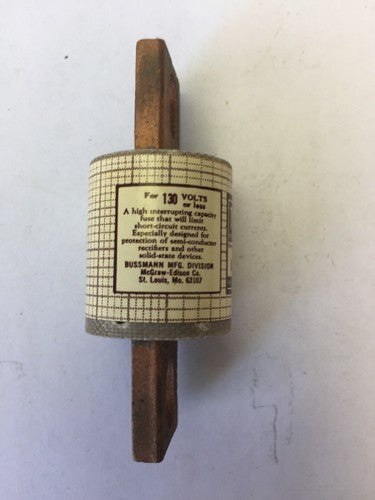 For 130 VOLTS
or less
A high interrupting capacity
fuse that will limit
short-circuit currents.
Especially designed for
protection of semi-conductor
rectifiers and other
solid-state devices.
BUSSMANN MFG. DIVISION
McGraw-Edison Co.
St. Louis, Mo. 63107